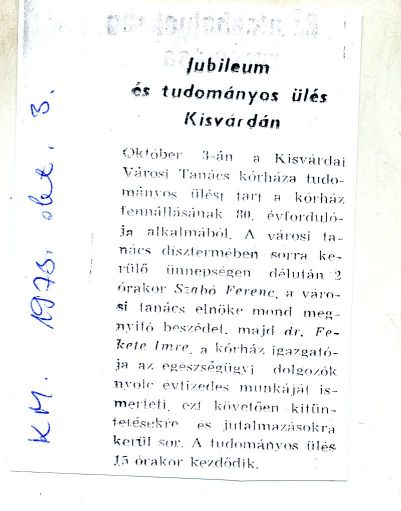 Jubileum
és tudományos ülés
Kisvárdán
Október 3-án a Kisvárdai
Városi Tanács kórháza tudo-
mányos ülést tart a kórház
fennállásának 80. évforduló-
ja alkalmából. A városi ta-
nács dísztermében sorra ke-
rülő ünnepségen délután 2
órakor Szabó Ferenc, a váro-
si tanács elnöke mond meg-
nyitó beszédet, majd dr. Fe-
kete Imre, a kórház igazgató-
ja az egészségügyi dolgozók
nyolc évtizedes munkáját is-
merteti, ezt követően kitün-
tetésekre és jutalmazásokra
kerül sor. A tudományos ülés
15 órakor kezdődik.
KM. 1975. okt. 3.